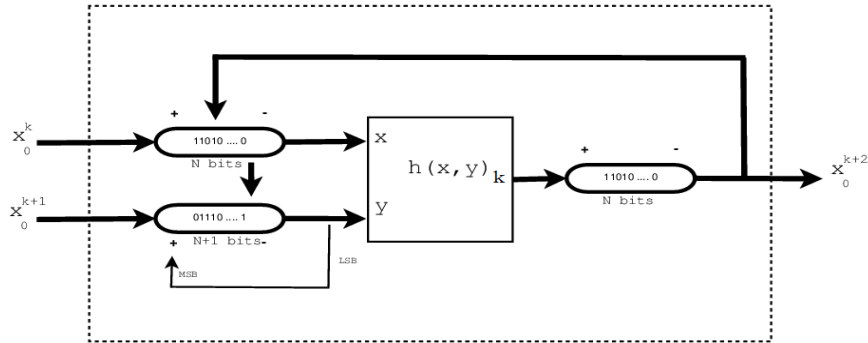 + -
x 0 k
11010 .... 0
N bits
x
h(x,y) k
+ -
11010 .... 0
N bits
x 0 k+2
x 0 k+1
01110 .... 1
y
+ N+1 bits -
MSB
LSB